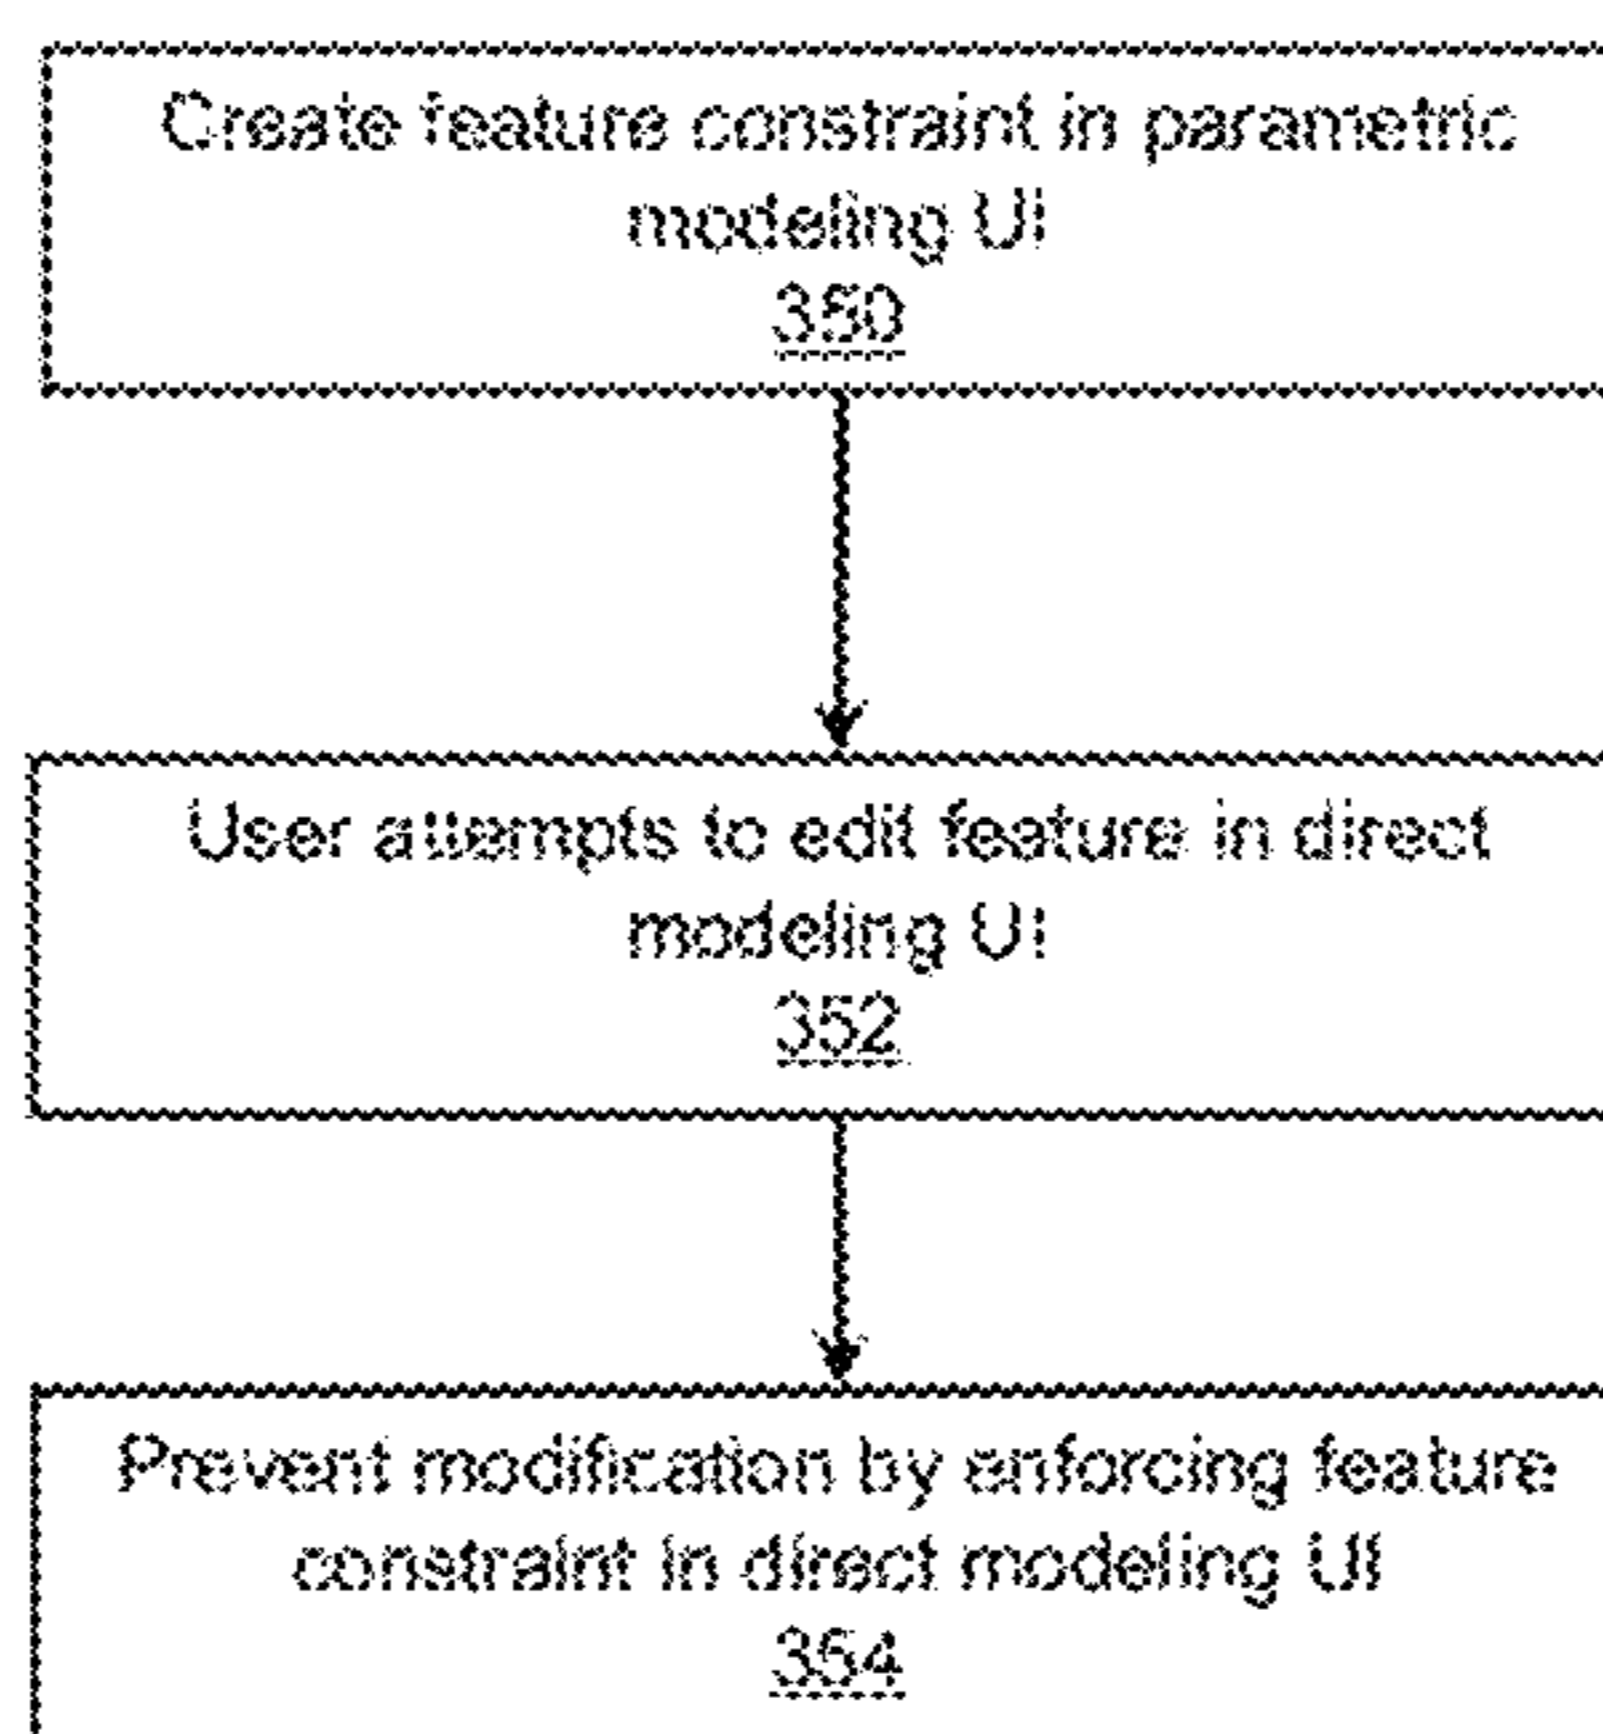 Create feature constraint in parametric
modeling UI
350
User attempts to edit feature in direct
modeling UI
352
Prevent modification by enforcing feature
constraint in direct modeling UI
354